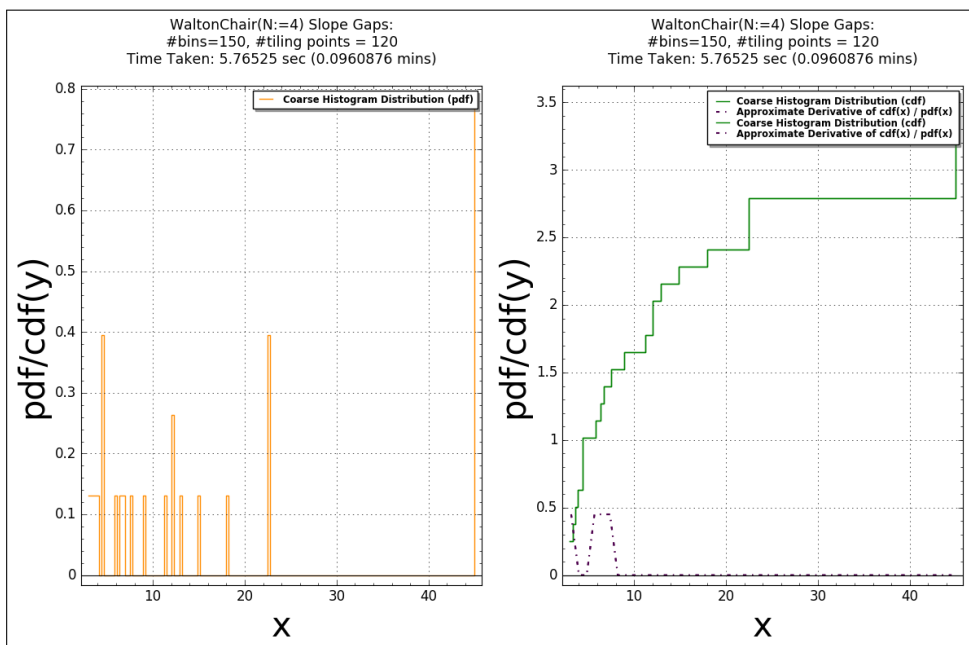 WaltonChair(N:=4) Slope Gaps:
#bins=150, #tiling points = 120
Time Taken: 5.76525 sec (0.0960876 mins)
Coarse Histogram Distribution (pdf)
0.8
0.7
0.6
0.5
0.4
0.3
0.2
0.1
0
pdf/cdf(y)
10
20
30
40
x
WaltonChair(N:=4) Slope Gaps:
#bins=150, #tiling points = 120
Time Taken: 5.76525 sec (0.0960876 mins)
Coarse Histogram Distribution (cdf)
Approximate Derivative of cdf(x) / pdf(x)
Coarse Histogram Distribution (cdf)
Approximate Derivative of cdf(x) / pdf(x)
3.5
3
2.5
2
1.5
1
0.5
0
pdf/cdf(y)
10
20
30
40
x